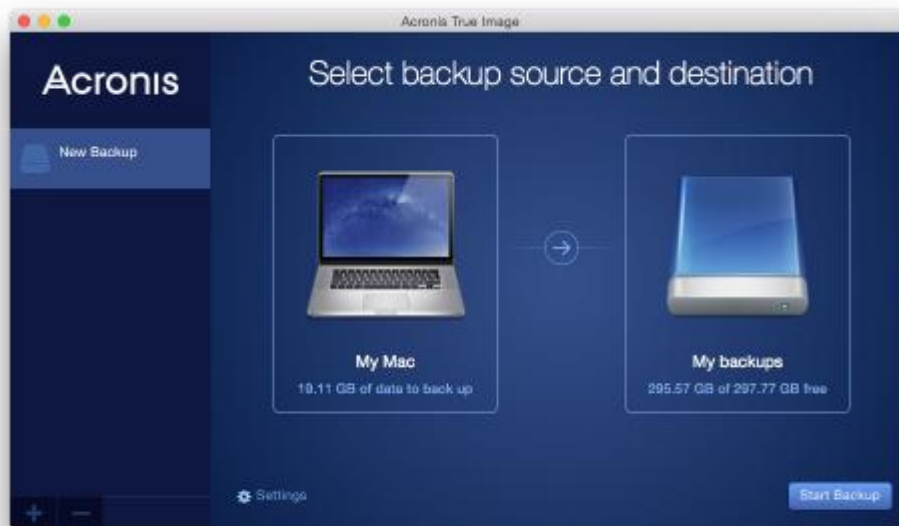 Acronis True Image
Acronis
Select backup source and destination
New Backup
My Mac
19.11 GB of data to back up
My backups
295.57 GB of 297.77 GB free
Settings
Start Backup